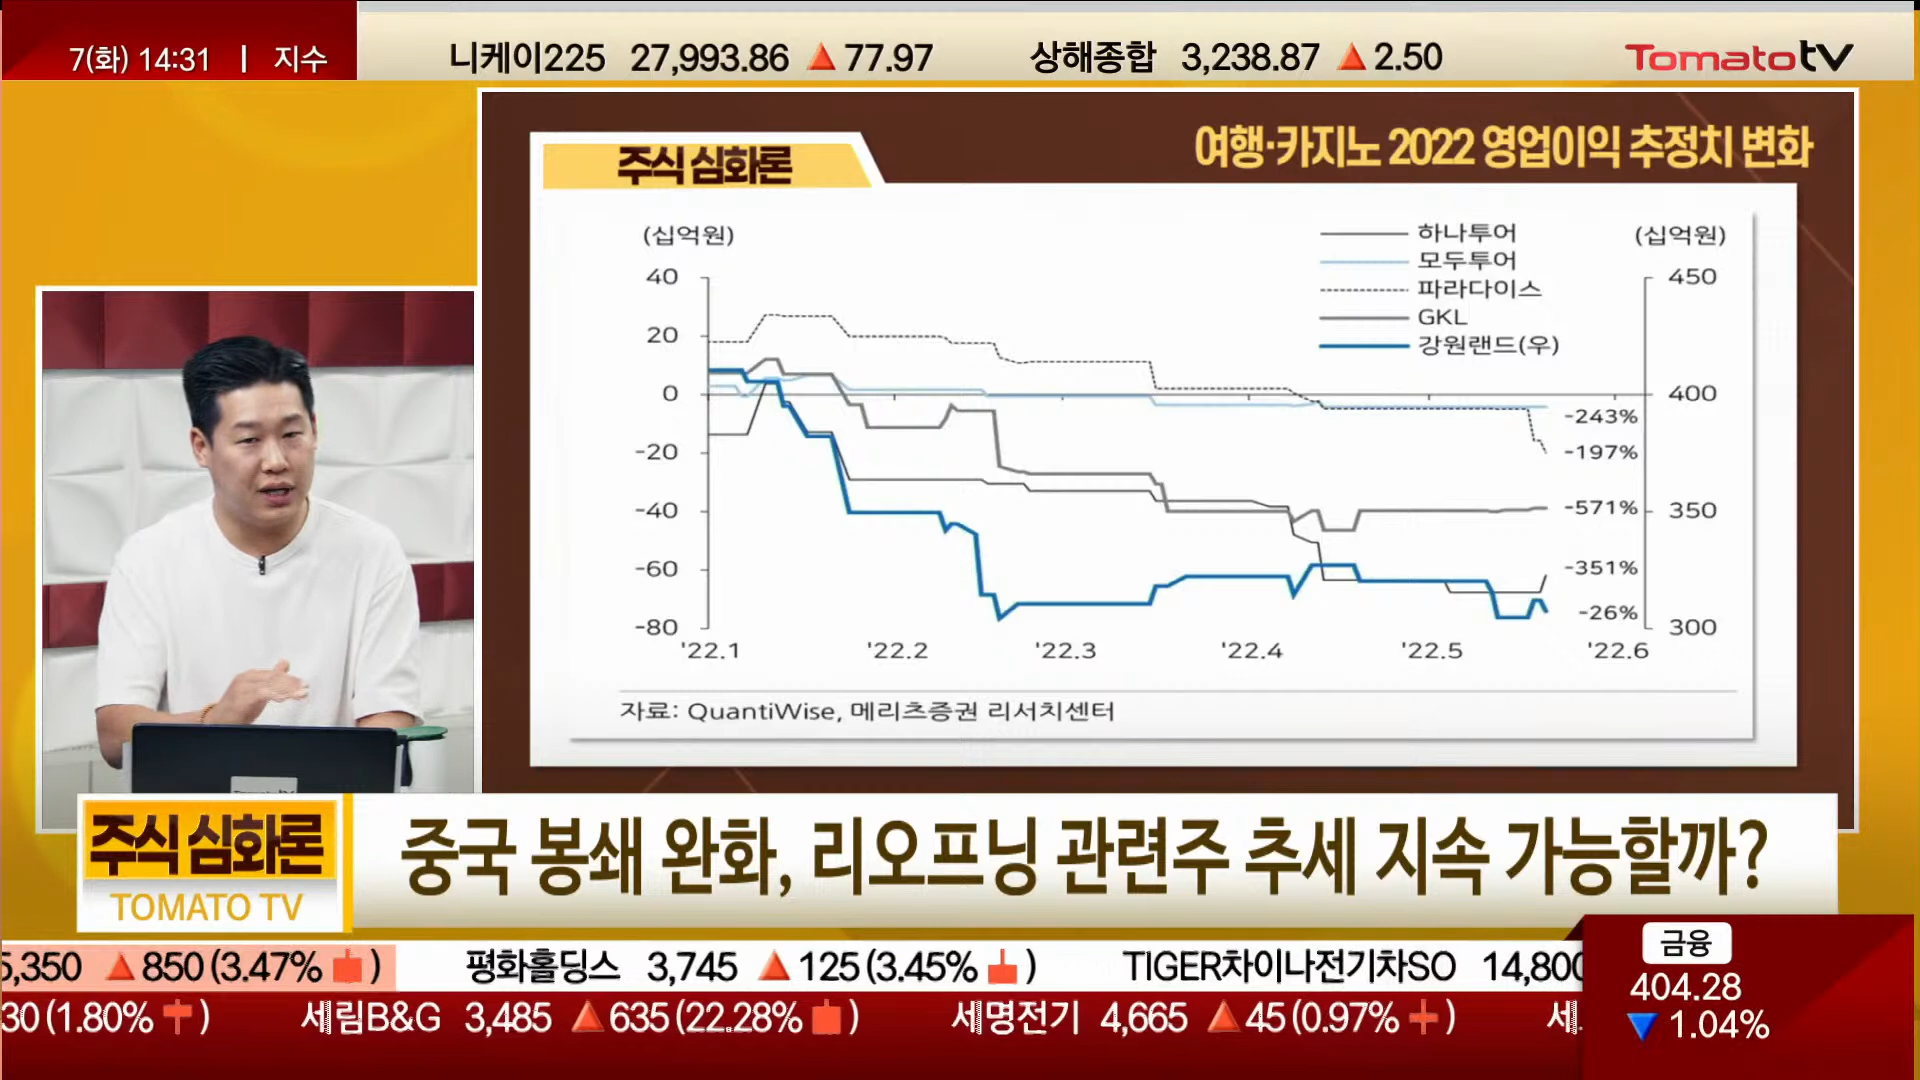 7(화) 14:31 | 지수
니케이225 27,993.86 ▲77.97 상해종합 3,238.87 ▲2.50
Tomatotv
주식 심화론
여행·카지노 2022 영업이익 추정치 변화
(십억원)
(십억원)
하나투어
모두투어
파라다이스
GKL
강원랜드(우)
40
20
0
-20
-40
-60
-80
450
400
350
300
-243%
-197%
-571%
-351%
-26%
'22.1 '22.2 '22.3 '22.4 '22.5 '22.6
자료: QuantiWise, 메리츠증권 리서치센터
주식 심화론
TOMATO TV
중국 봉쇄 완화, 리오프닝 관련주 추세 지속 가능할까?
5,350 ▲850(3.47% ) 평화홀딩스 3,745 ▲125(3.45% ) TIGER차이나전기차SO 14,800
30(1.80% ) 세림B&G 3,485 ▲635(22.28% ) 세명전기 4,665 ▲45(0.97% ) 세
금융
404.28
▼1.04%